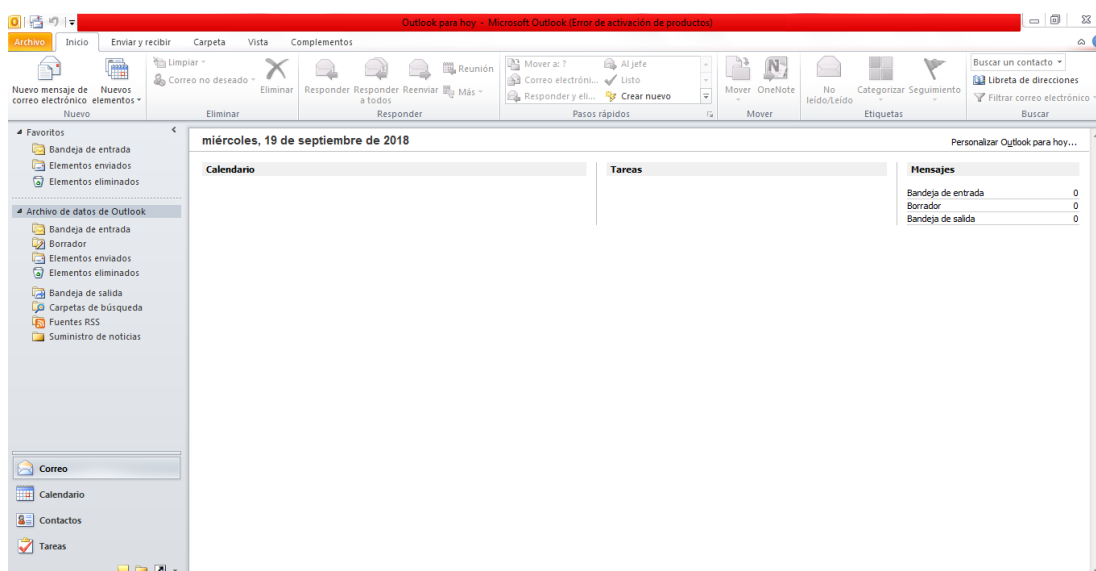 Outlook para hoy - Microsoft Outlook (Error de activación de productos)
Archivo Inicio Enviar y recibir Carpeta Vista Complementos
Nuevo mensaje de correo electrónico
Nuevos elementos
Nuevo
Limpiar
Correo no deseado
Eliminar
Eliminar
Responder
Responder a todos
Reenviar
Reunión
Más
Responder
Mover a: ?
Correo electróni...
Responder y eli...
Al jefe
Listo
Crear nuevo
Pasos rápidos
Mover
OneNote
Mover
No leído/Leído
Categorizar
Seguimiento
Etiquetas
Buscar un contacto
Libreta de direcciones
Filtrar correo electrónico
Buscar
Favoritos
Bandeja de entrada
Elementos enviados
Elementos eliminados
Archivo de datos de Outlook
Bandeja de entrada
Borrador
Elementos enviados
Elementos eliminados
Bandeja de salida
Carpetas de búsqueda
Fuentes RSS
Suministro de noticias
Correo
Calendario
Contactos
Tareas
miércoles, 19 de septiembre de 2018
Personalizar Outlook para hoy...
Calendario
Tareas
Mensajes
Bandeja de entrada 0
Borrador 0
Bandeja de salida 0